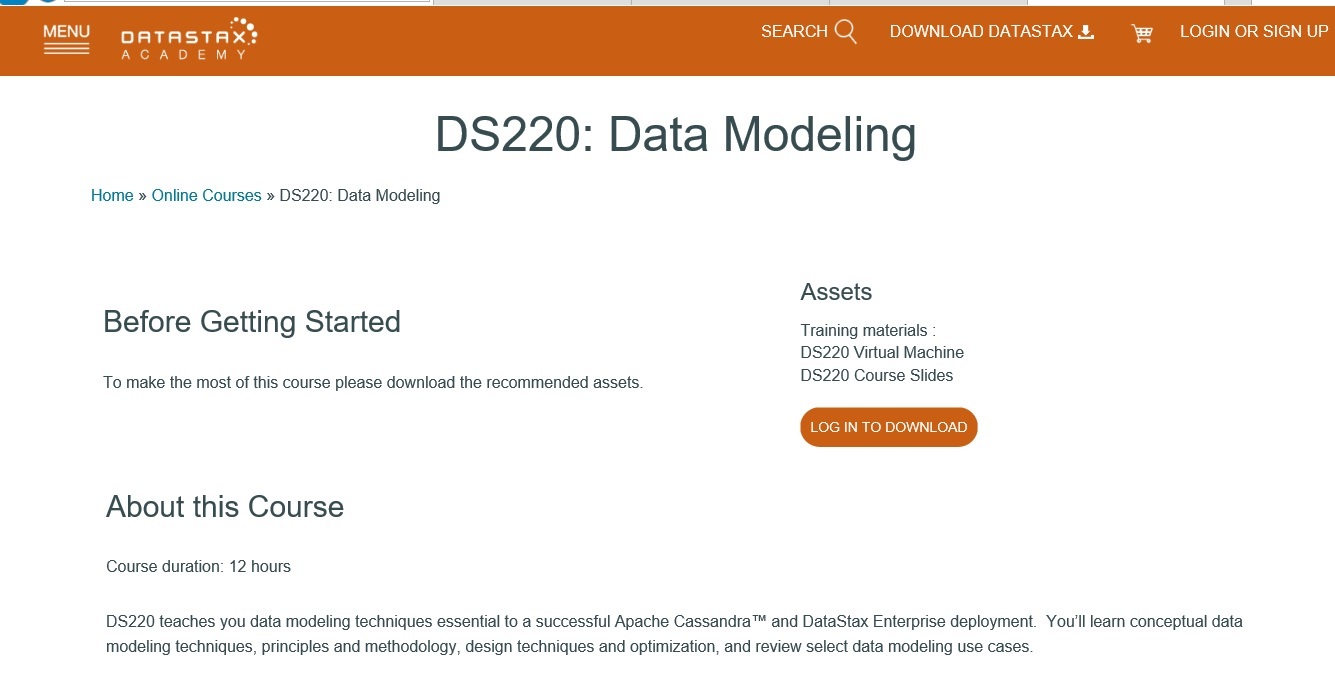 MENU
DATASTAX
ACADEMY
SEARCH
DOWNLOAD DATASTAX
LOGIN OR SIGN UP
DS220: Data Modeling
Home » Online Courses » DS220: Data Modeling
Before Getting Started
To make the most of this course please download the recommended assets.
Assets
Training materials :
DS220 Virtual Machine
DS220 Course Slides
LOG IN TO DOWNLOAD
About this Course
Course duration: 12 hours
DS220 teaches you data modeling techniques essential to a successful Apache Cassandra™ and DataStax Enterprise deployment.  You’ll learn conceptual data
modeling techniques, principles and methodology, design techniques and optimization, and review select data modeling use cases.